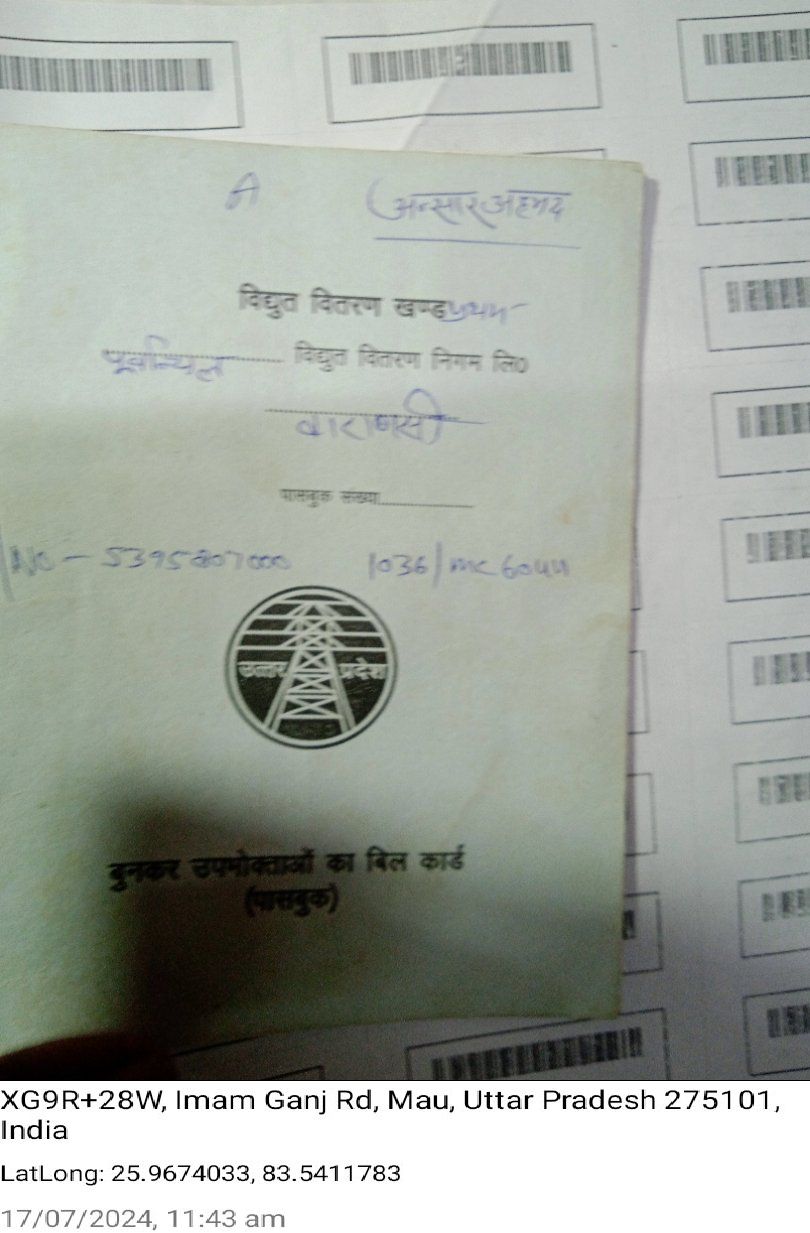 A (अन्सार अहमद
विद्युत वितरण खण्ड प्रथम
पूर्वान्चल विद्युत वितरण निगम लि०
वाराणसी
पासबुक संख्या
No - 5395807000 1036/mc6044
उत्तर प्रदेश
बुनकर उपभोक्ताओं का बिल कार्ड
(पासबुक)
XG9R+28W, Imam Ganj Rd, Mau, Uttar Pradesh 275101,
India
LatLong: 25.9674033, 83.5411783
17/07/2024, 11:43 am